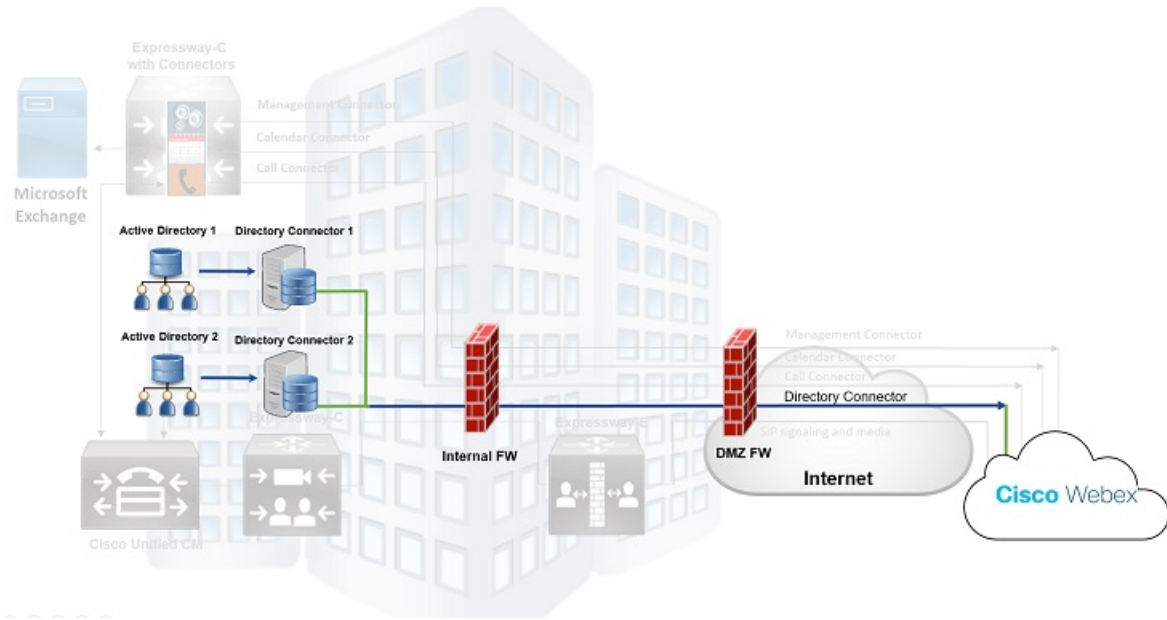 Expressway-C
with Connectors
Management Connector
Calendar Connector
Call Connector
Microsoft
Exchange
Active Directory 1
Directory Connector 1
Active Directory 2
Directory Connector 2
Management Connector
Calendar Connector
Call Connector
Directory Connector
SIP signaling and media
Expressway-C
Expressway-E
Internal FW
DMZ FW
Internet
Cisco Webex
Cisco Unified CM